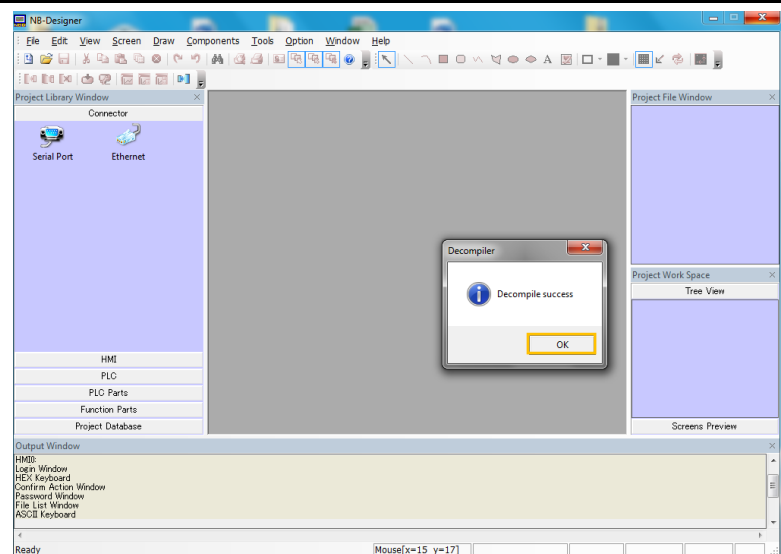 NB-Designer
File Edit View Screen Draw Components Tools Option Window Help
Project Library Window
Connector
Serial Port Ethernet
HMI
PLC
PLC Parts
Function Parts
Project Database
Decompiler
Decompile success
OK
Project File Window
Project Work Space
Tree View
Screens Preview
Output Window
HMI0:
Login Window
HEX Keyboard
Confirm Action Window
Password Window
File List Window
ASCII Keyboard
Ready Mouse[x=15 y=17]